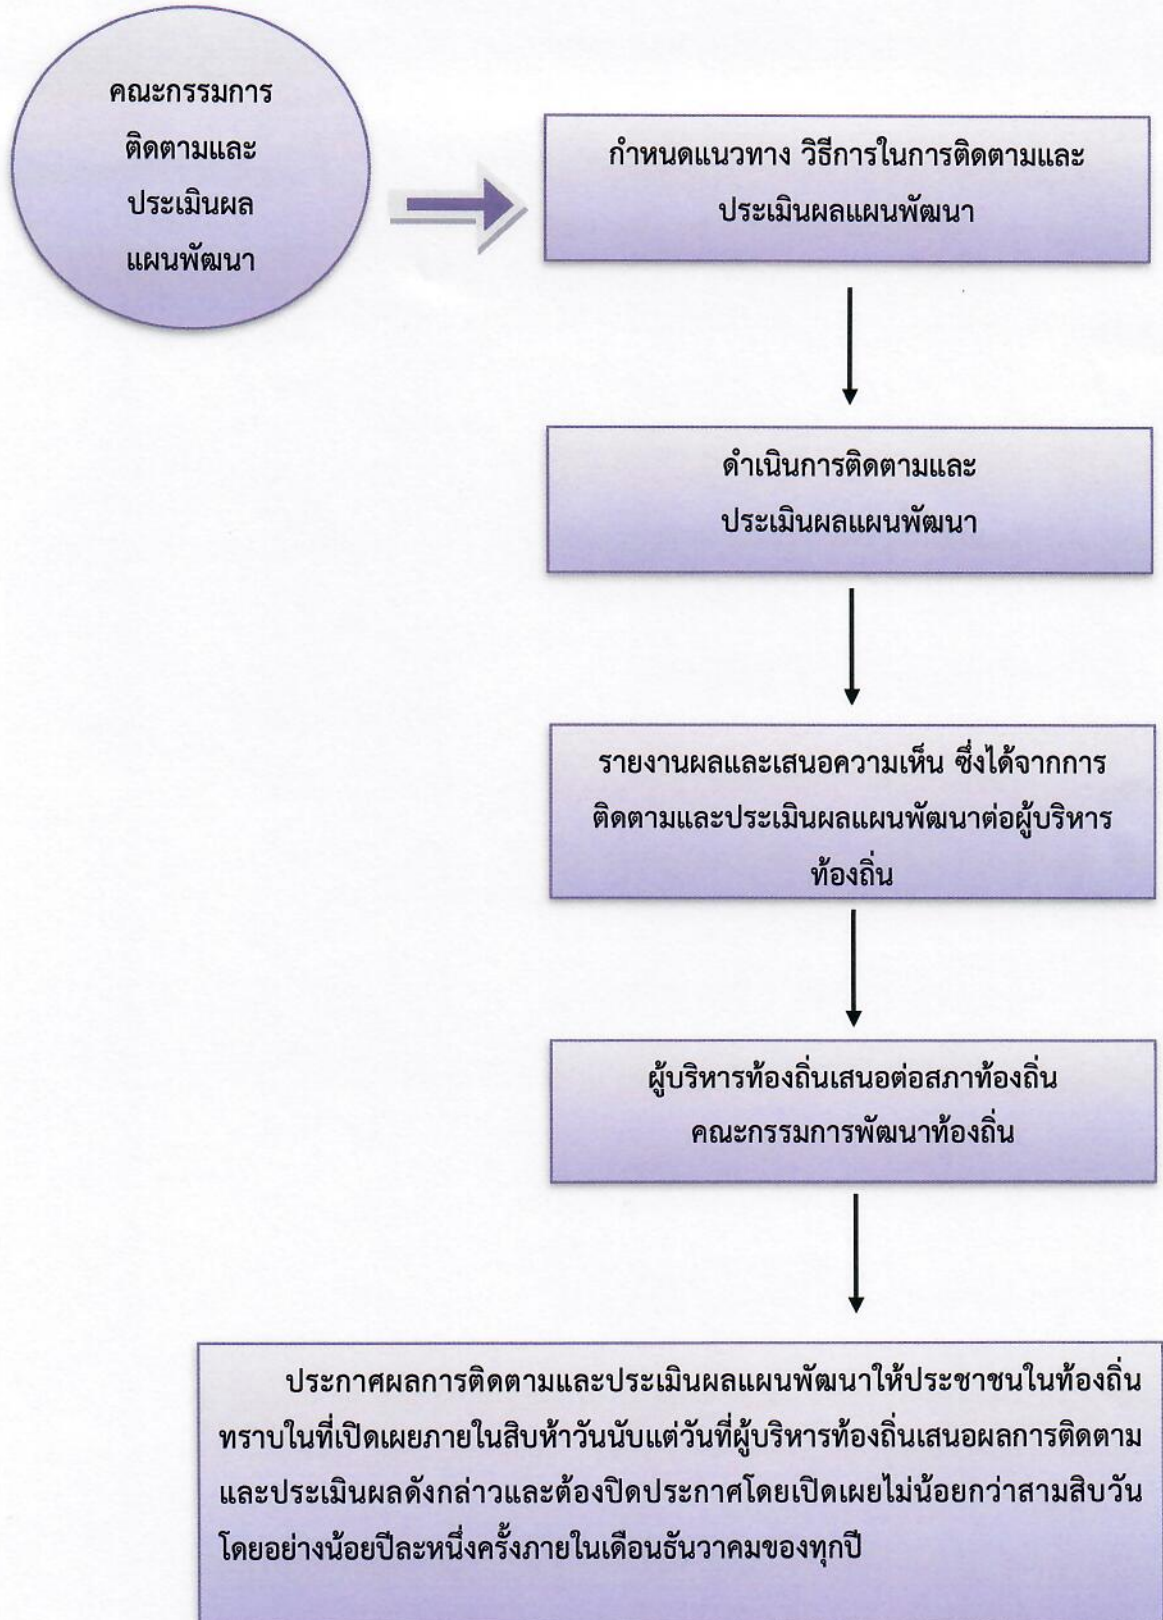 คณะกรรมการ
ติดตามและ
ประเมินผล
แผนพัฒนา
กำหนดแนวทาง วิธีการในการติดตามและ
ประเมินผลแผนพัฒนา
ดำเนินการติดตามและ
ประเมินผลแผนพัฒนา
รายงานผลและเสนอความเห็น ซึ่งได้จากการ
ติดตามและประเมินผลแผนพัฒนาต่อผู้บริหาร
ท้องถิ่น
ผู้บริหารท้องถิ่นเสนอต่อสภาท้องถิ่น
คณะกรรมการพัฒนาท้องถิ่น
ประกาศผลการติดตามและประเมินผลแผนพัฒนาให้ประชาชนในท้องถิ่น
ทราบในที่เปิดเผยภายในสิบห้าวันนับแต่วันที่ผู้บริหารท้องถิ่นเสนอผลการติดตาม
และประเมินผลดังกล่าวและต้องปิดประกาศโดยเปิดเผยไม่น้อยกว่าสามสิบวัน
โดยอย่างน้อยปีละหนึ่งครั้งภายในเดือนธันวาคมของทุกปี